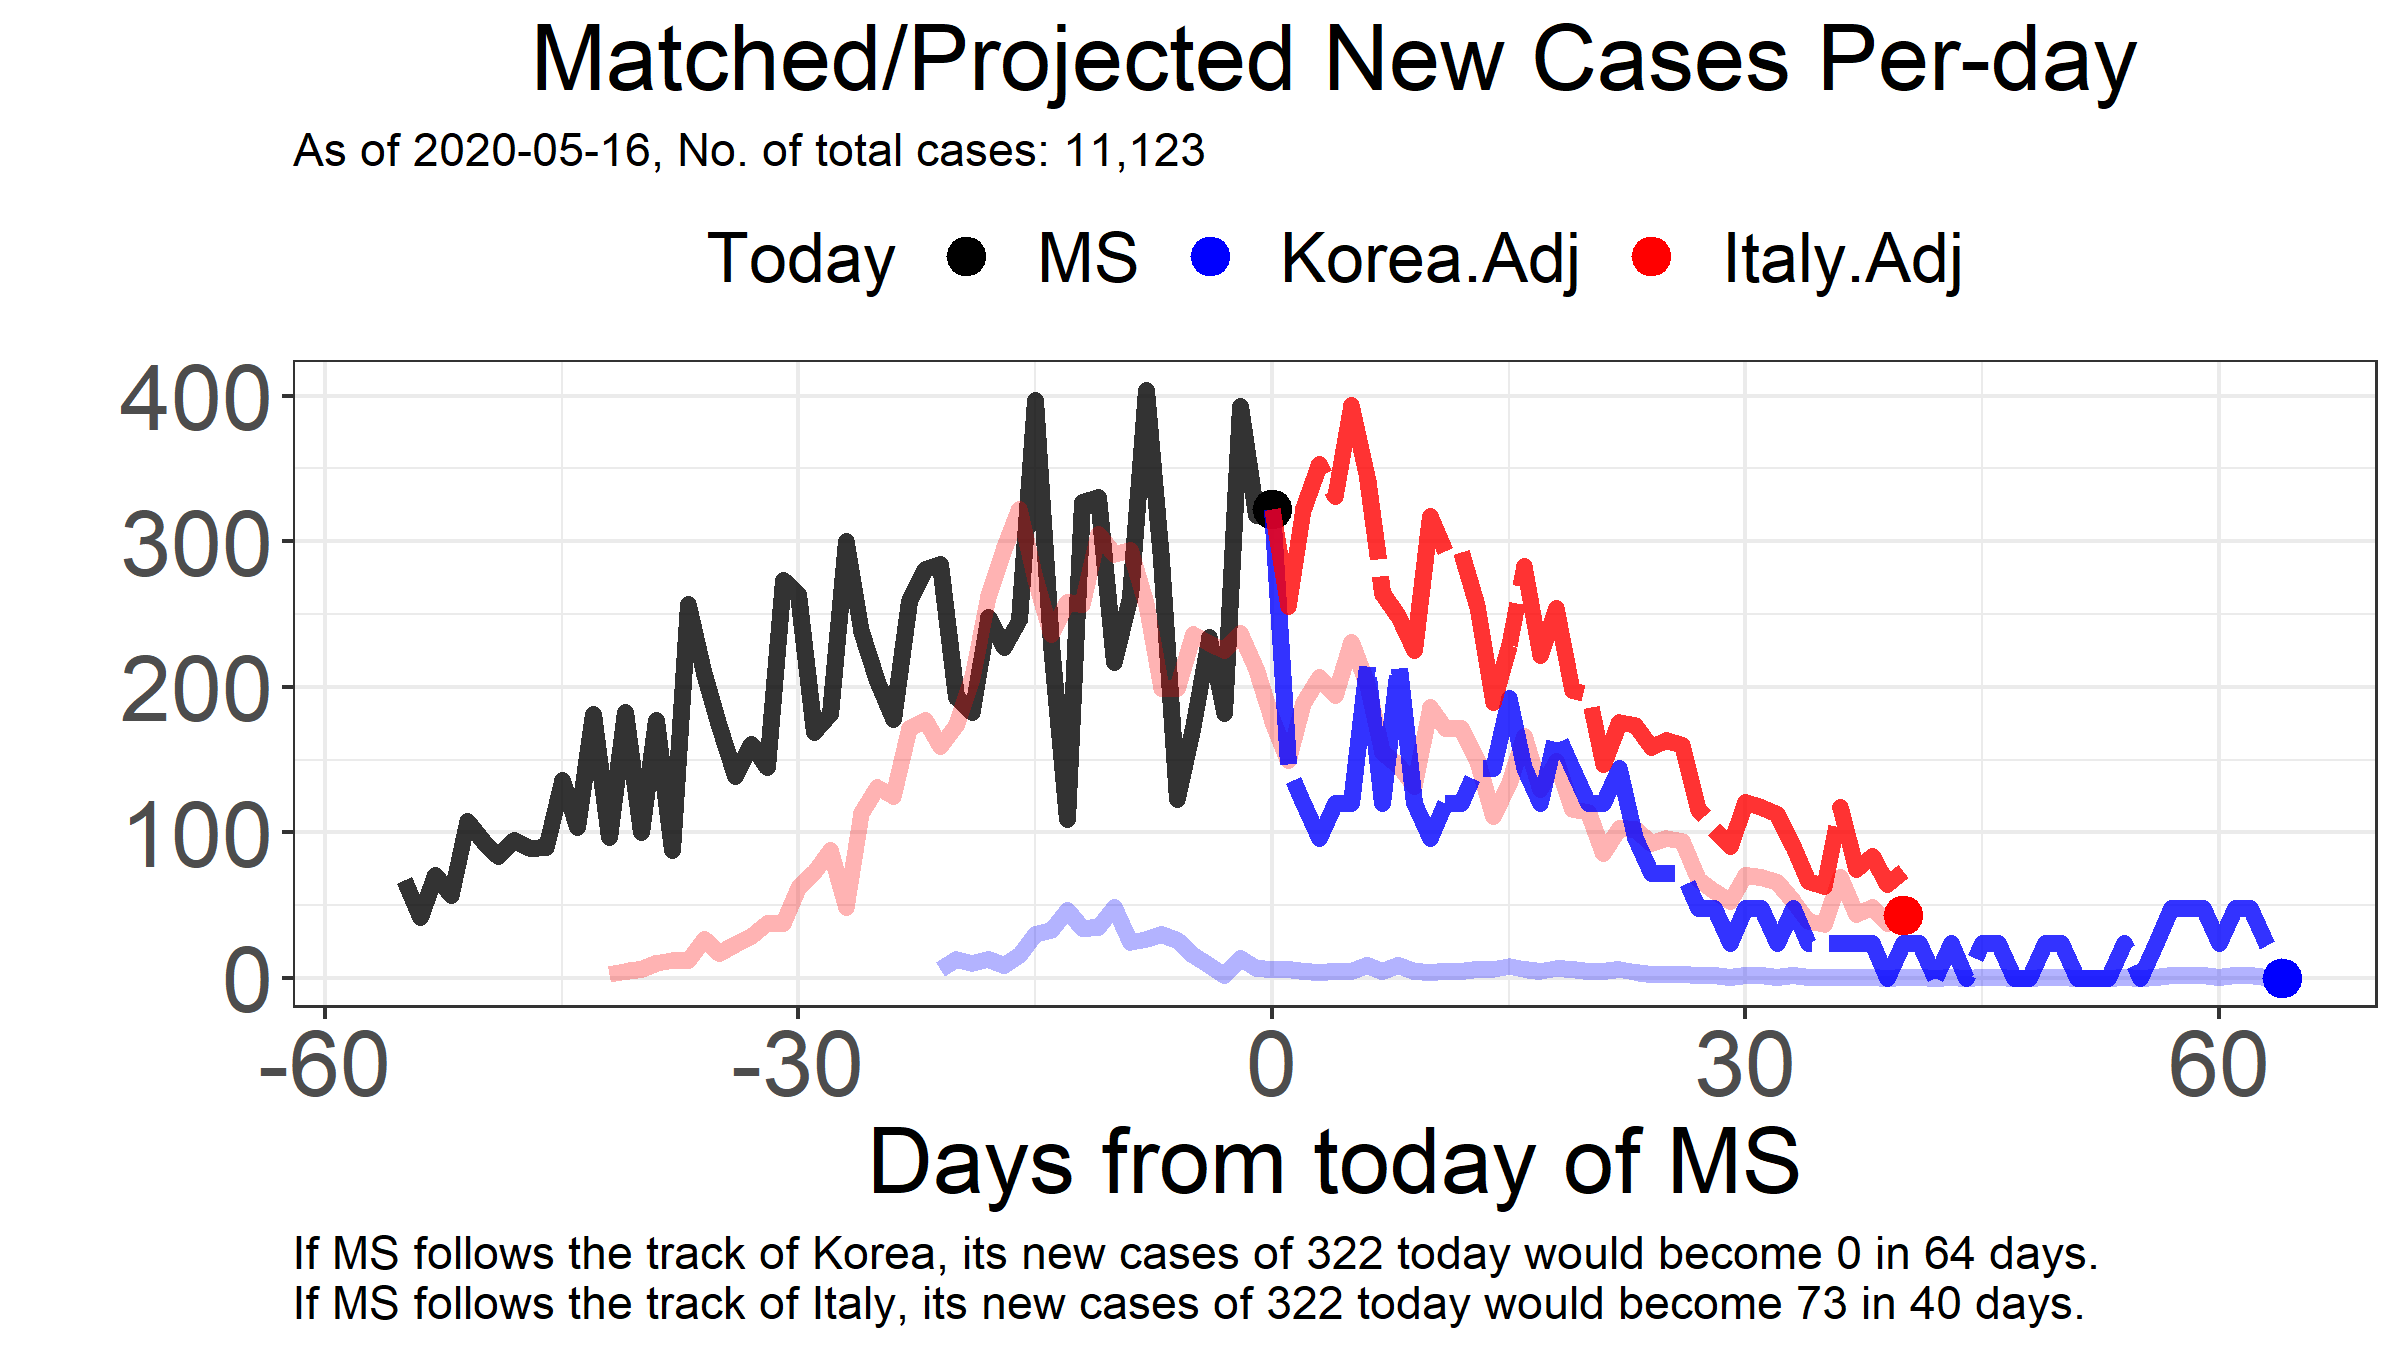 Matched/Projected New Cases Per-day
As of 2020-05-16, No. of total cases: 11,123
Today MS Korea.Adj Italy.Adj
400
300
200
100
0
-60 -30 0 30 60
Days from today of MS
If MS follows the track of Korea, its new cases of 322 today would become 0 in 64 days.
If MS follows the track of Italy, its new cases of 322 today would become 73 in 40 days.